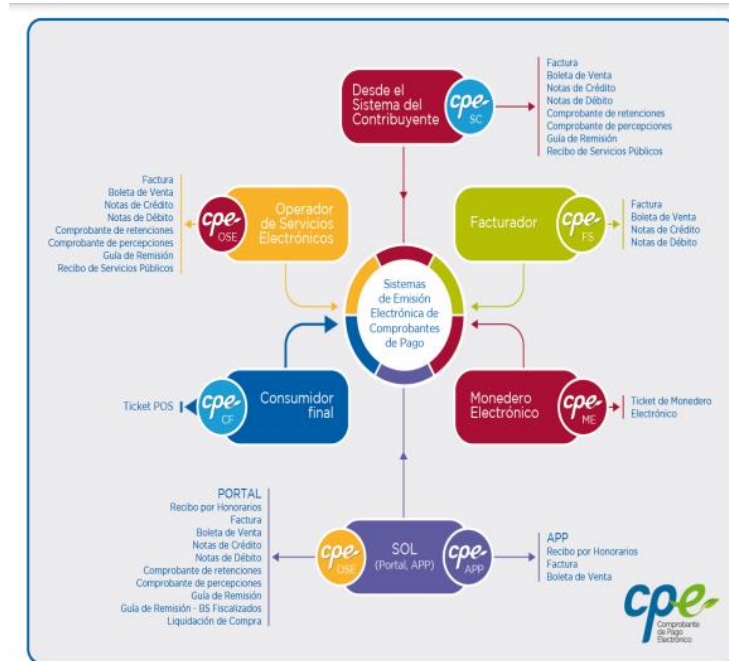 Desde el
Sistema del
Contribuyente
cpe
SC
Factura
Boleta de Venta
Notas de Crédito
Notas de Débito
Comprobante de retenciones
Comprobante de percepciones
Guía de Remisión
Recibo de Servicios Públicos
Factura
Boleta de Venta
Notas de Crédito
Notas de Débito
Comprobante de retenciones
Comprobante de percepciones
Guía de Remisión
Recibo de Servicios Públicos
cpe
OSE
Operador
de Servicios
Electrónicos
Facturador
cpe
FS
Factura
Boleta de Venta
Notas de Crédito
Notas de Débito
Sistemas
de Emisión
Electrónica de
Comprobantes
de Pago
Ticket POS
cpe
CF
Consumidor
final
Monedero
Electrónico
cpe
ME
Ticket de Monedero
Electrónico
PORTAL
Recibo por Honorarios
Factura
Boleta de Venta
Notas de Crédito
Notas de Débito
Comprobante de retenciones
Comprobante de percepciones
Guía de Remisión
Guía de Remisión - BS Fiscalizados
Liquidación de Compra
cpe
OSE
SOL
(Portal, APP)
cpe
APP
APP
Recibo por Honorarios
Factura
Boleta de Venta
cpe
Comprobante
de Pago
Electrónico